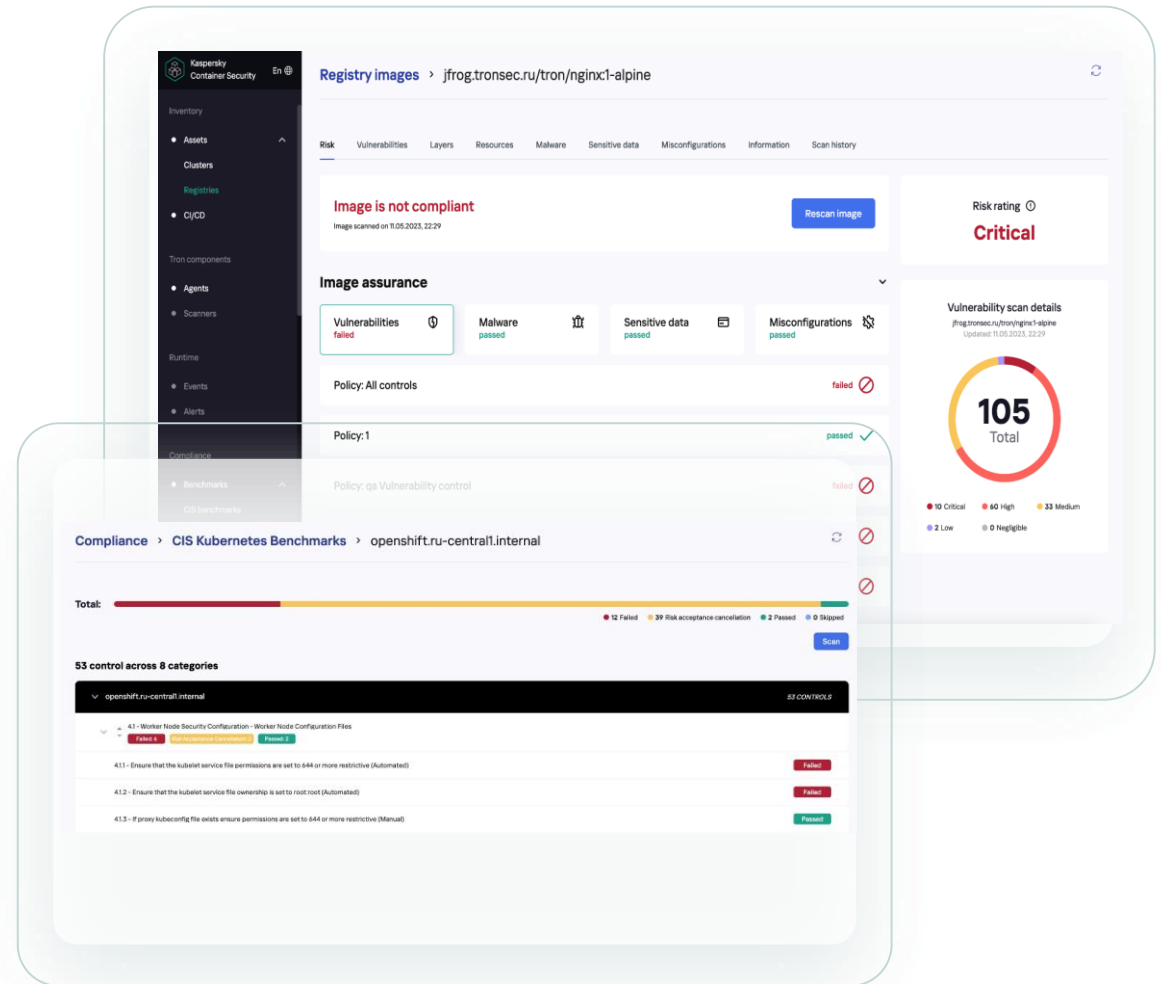 Kaspersky
Container Security
En
Inventory
Assets
Clusters
Registries
CI/CD
Tron components
Agents
Scanners
Runtime
Events
Alerts
Compliance
Benchmarks
CIS benchmarks
Registry images > jfrog.tronsec.ru/tron/nginx:1-alpine
Risk Vulnerabilities Layers Resources Malware Sensitive data Misconfigurations Information Scan history
Image is not compliant
Image scanned on 11.05.2023, 22:29
Rescan image
Risk rating
Critical
Image assurance
Vulnerabilities
failed
Malware
passed
Sensitive data
passed
Misconfigurations
passed
Policy: All controls failed
Policy: 1 passed
Policy: qa Vulnerability control failed
Vulnerability scan details
jfrog.tronsec.ru/tron/nginx:1-alpine
Updated: 11.05.2023, 22:29
105
Total
10 Critical 60 High 33 Medium
2 Low 0 Negligible
Compliance > CIS Kubernetes Benchmarks > openshift.ru-central1.internal
Total:
12 Failed 39 Risk acceptance cancellation 2 Passed 0 Skipped
Scan
53 control across 8 categories
openshift.ru-central1.internal 53 CONTROLS
4.1 - Worker Node Security Configuration - Worker Node Configuration Files
Failed: 4 Passed: 2
4.1.1 - Ensure that the kubelet service file permissions are set to 644 or more restrictive (Automated) Failed
4.1.2 - Ensure that the kubelet service file ownership is set to root:root (Automated) Failed
4.1.3 - If proxy kubeconfig file exists ensure permissions are set to 644 or more restrictive (Manual) Passed